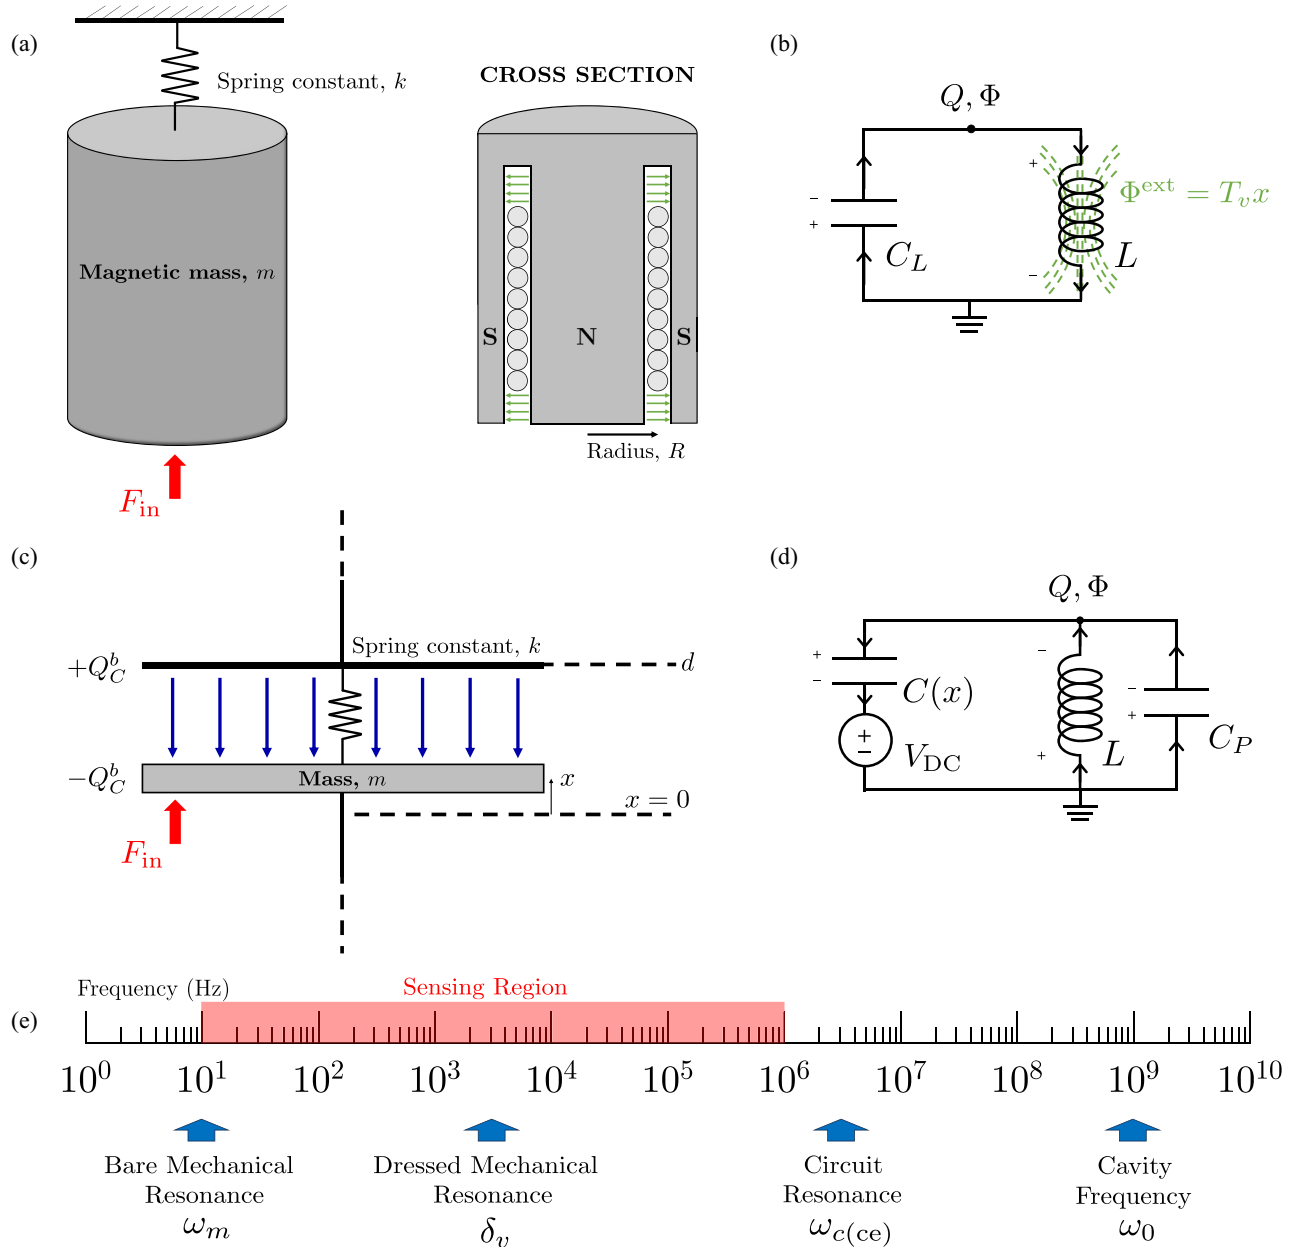 (a)
Spring constant, k
Magnetic mass, m
F_in
CROSS SECTION
S
N
S
Radius, R
(b)
Q, Φ
−
+
C_L
+
−
L
Φ^ext = T_v x
(c)
+Q_C^b
Spring constant, k
d
−Q_C^b
Mass, m
x
x = 0
F_in
(d)
Q, Φ
+
−
C(x)
+
−
V_DC
−
+
L
−
+
C_P
(e)
Frequency (Hz)
Sensing Region
10^0 10^1 10^2 10^3 10^4 10^5 10^6 10^7 10^8 10^9 10^10
Bare Mechanical
Resonance
ω_m
Dressed Mechanical
Resonance
δ_v
Circuit
Resonance
ω_c(ce)
Cavity
Frequency
ω_0